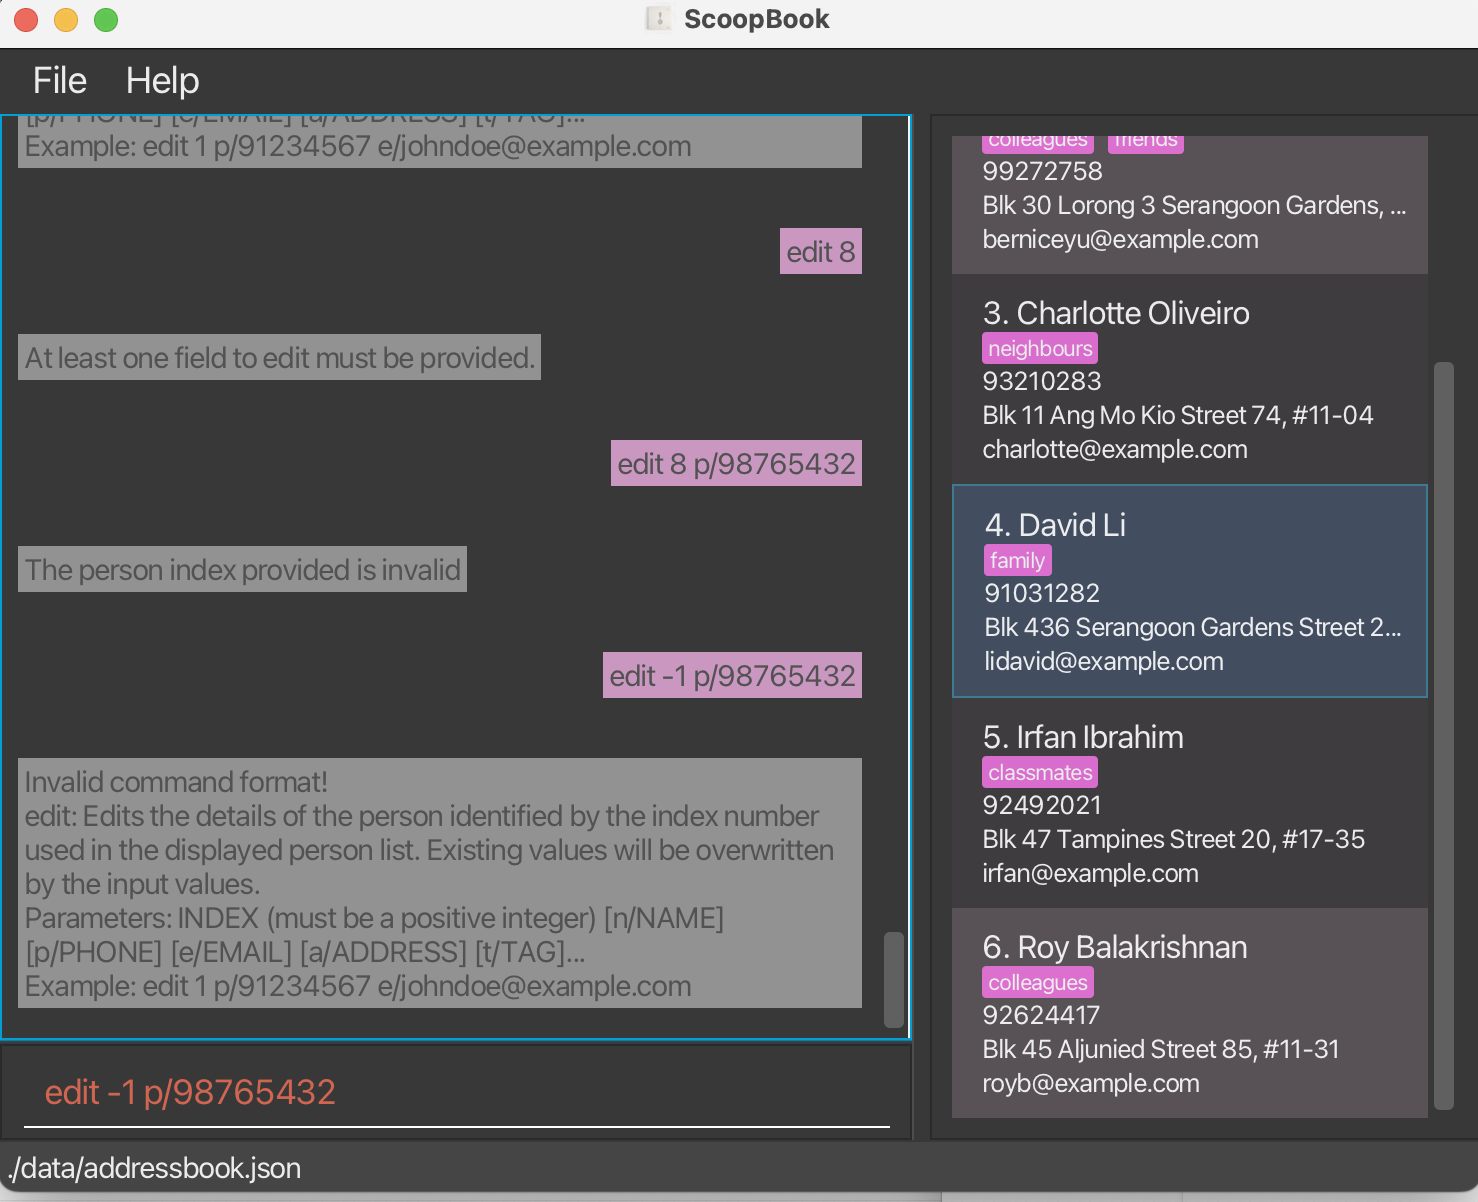 ScoopBook
File Help
[p/PHONE] [e/EMAIL] [a/ADDRESS] [t/TAG]...
Example: edit 1 p/91234567 e/johndoe@example.com
edit 8
At least one field to edit must be provided.
edit 8 p/98765432
The person index provided is invalid
edit -1 p/98765432
Invalid command format!
edit: Edits the details of the person identified by the index number
used in the displayed person list. Existing values will be overwritten
by the input values.
Parameters: INDEX (must be a positive integer) [n/NAME]
[p/PHONE] [e/EMAIL] [a/ADDRESS] [t/TAG]...
Example: edit 1 p/91234567 e/johndoe@example.com
edit -1 p/98765432
colleagues friends
99272758
Blk 30 Lorong 3 Serangoon Gardens, ...
berniceyu@example.com
3. Charlotte Oliveiro
neighbours
93210283
Blk 11 Ang Mo Kio Street 74, #11-04
charlotte@example.com
4. David Li
family
91031282
Blk 436 Serangoon Gardens Street 2...
lidavid@example.com
5. Irfan Ibrahim
classmates
92492021
Blk 47 Tampines Street 20, #17-35
irfan@example.com
6. Roy Balakrishnan
colleagues
92624417
Blk 45 Aljunied Street 85, #11-31
royb@example.com
./data/addressbook.json